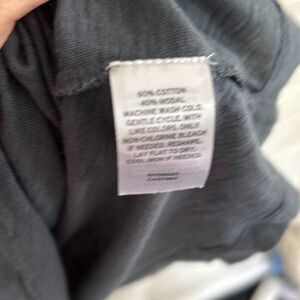 60% COTTON
40% MODAL
MACHINE WASH COLD,
GENTLE CYCLE, WITH
LIKE COLORS. ONLY
NON-CHLORINE BLEACH
IF NEEDED. RESHAPE,
LAY FLAT TO DRY.
COOL IRON IF NEEDED.